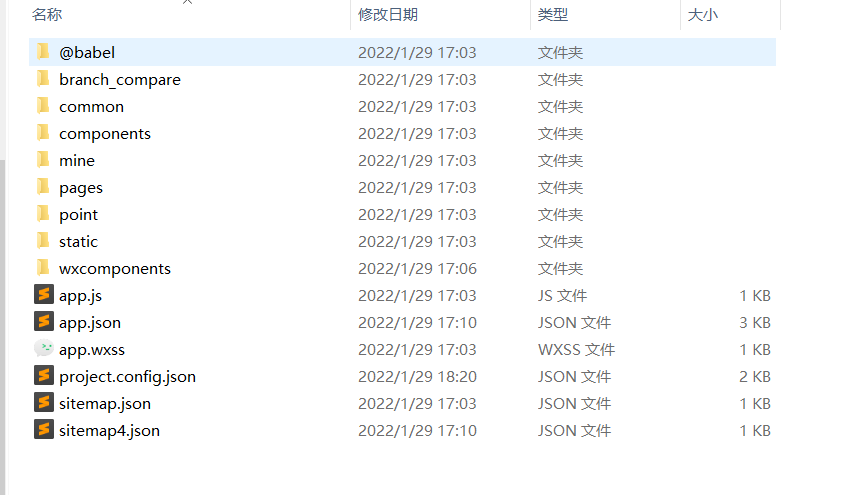 名称 修改日期 类型 大小
@babel 2022/1/29 17:03 文件夹
branch_compare 2022/1/29 17:03 文件夹
common 2022/1/29 17:03 文件夹
components 2022/1/29 17:03 文件夹
mine 2022/1/29 17:03 文件夹
pages 2022/1/29 17:03 文件夹
point 2022/1/29 17:03 文件夹
static 2022/1/29 17:03 文件夹
wxcomponents 2022/1/29 17:06 文件夹
app.js 2022/1/29 17:03 JS 文件 1 KB
app.json 2022/1/29 17:10 JSON 文件 3 KB
app.wxss 2022/1/29 17:03 WXSS 文件 1 KB
project.config.json 2022/1/29 18:20 JSON 文件 2 KB
sitemap.json 2022/1/29 17:03 JSON 文件 1 KB
sitemap4.json 2022/1/29 17:10 JSON 文件 1 KB